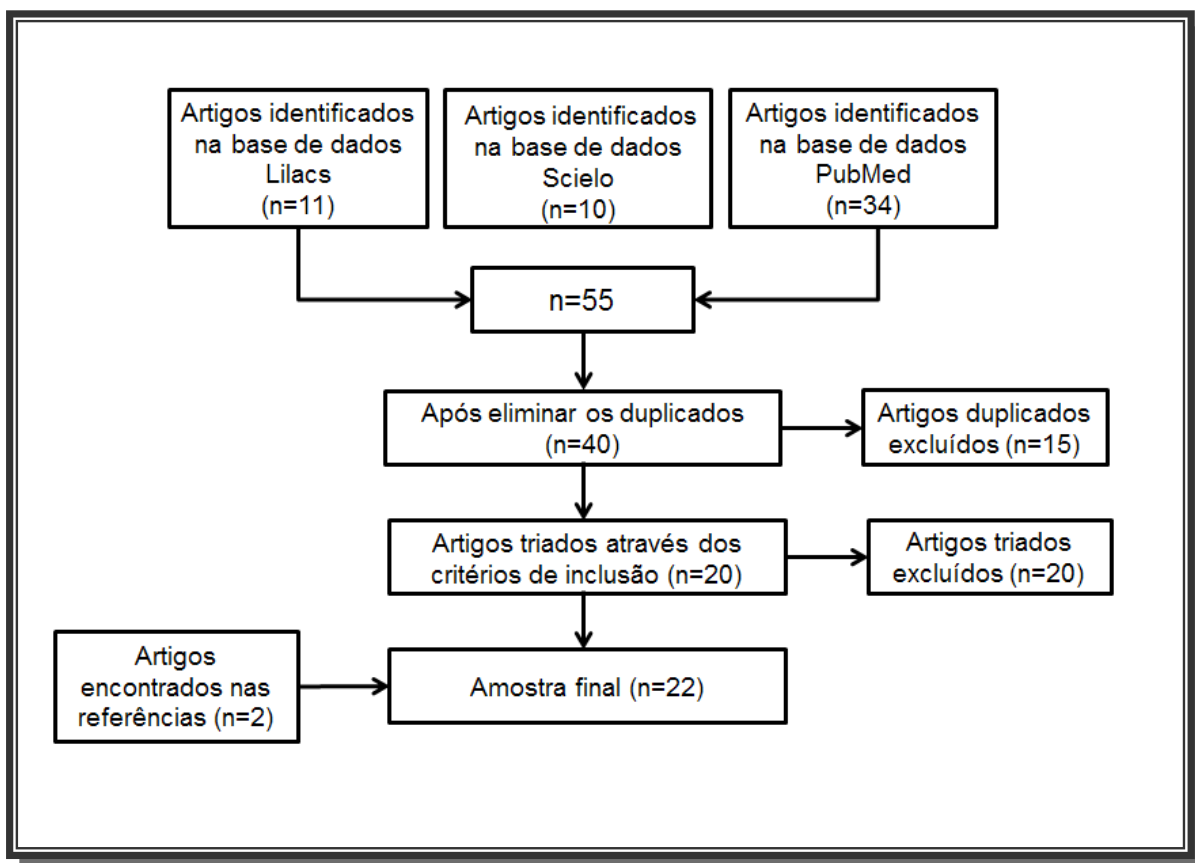 Artigos identificados
na base de dados
Lilacs
(n=11)
Artigos identificados
na base de dados
Scielo
(n=10)
Artigos identificados
na base de dados
PubMed
(n=34)
n=55
Após eliminar os duplicados
(n=40)
Artigos duplicados
excluídos (n=15)
Artigos triados através dos
critérios de inclusão (n=20)
Artigos triados
excluídos (n=20)
Artigos
encontrados nas
referências (n=2)
Amostra final (n=22)